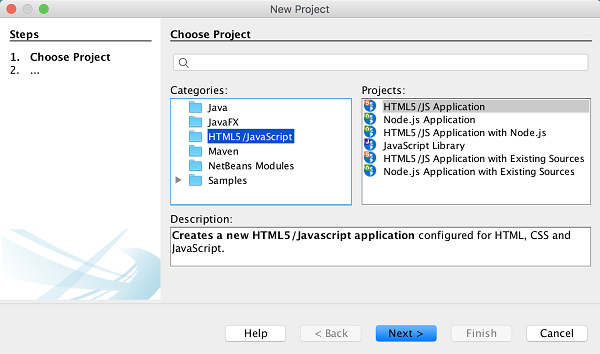 New Project
Steps
1. Choose Project
2. ...
Choose Project
Categories:
Java
JavaFX
HTML5/JavaScript
Maven
NetBeans Modules
Samples
Projects:
HTML5/JS Application
Node.js Application
HTML5/JS Application with Node.js
JavaScript Library
HTML5/JS Application with Existing Sources
Node.js Application with Existing Sources
Description:
Creates a new HTML5/Javascript application configured for HTML, CSS and
JavaScript.
Help
< Back
Next >
Finish
Cancel